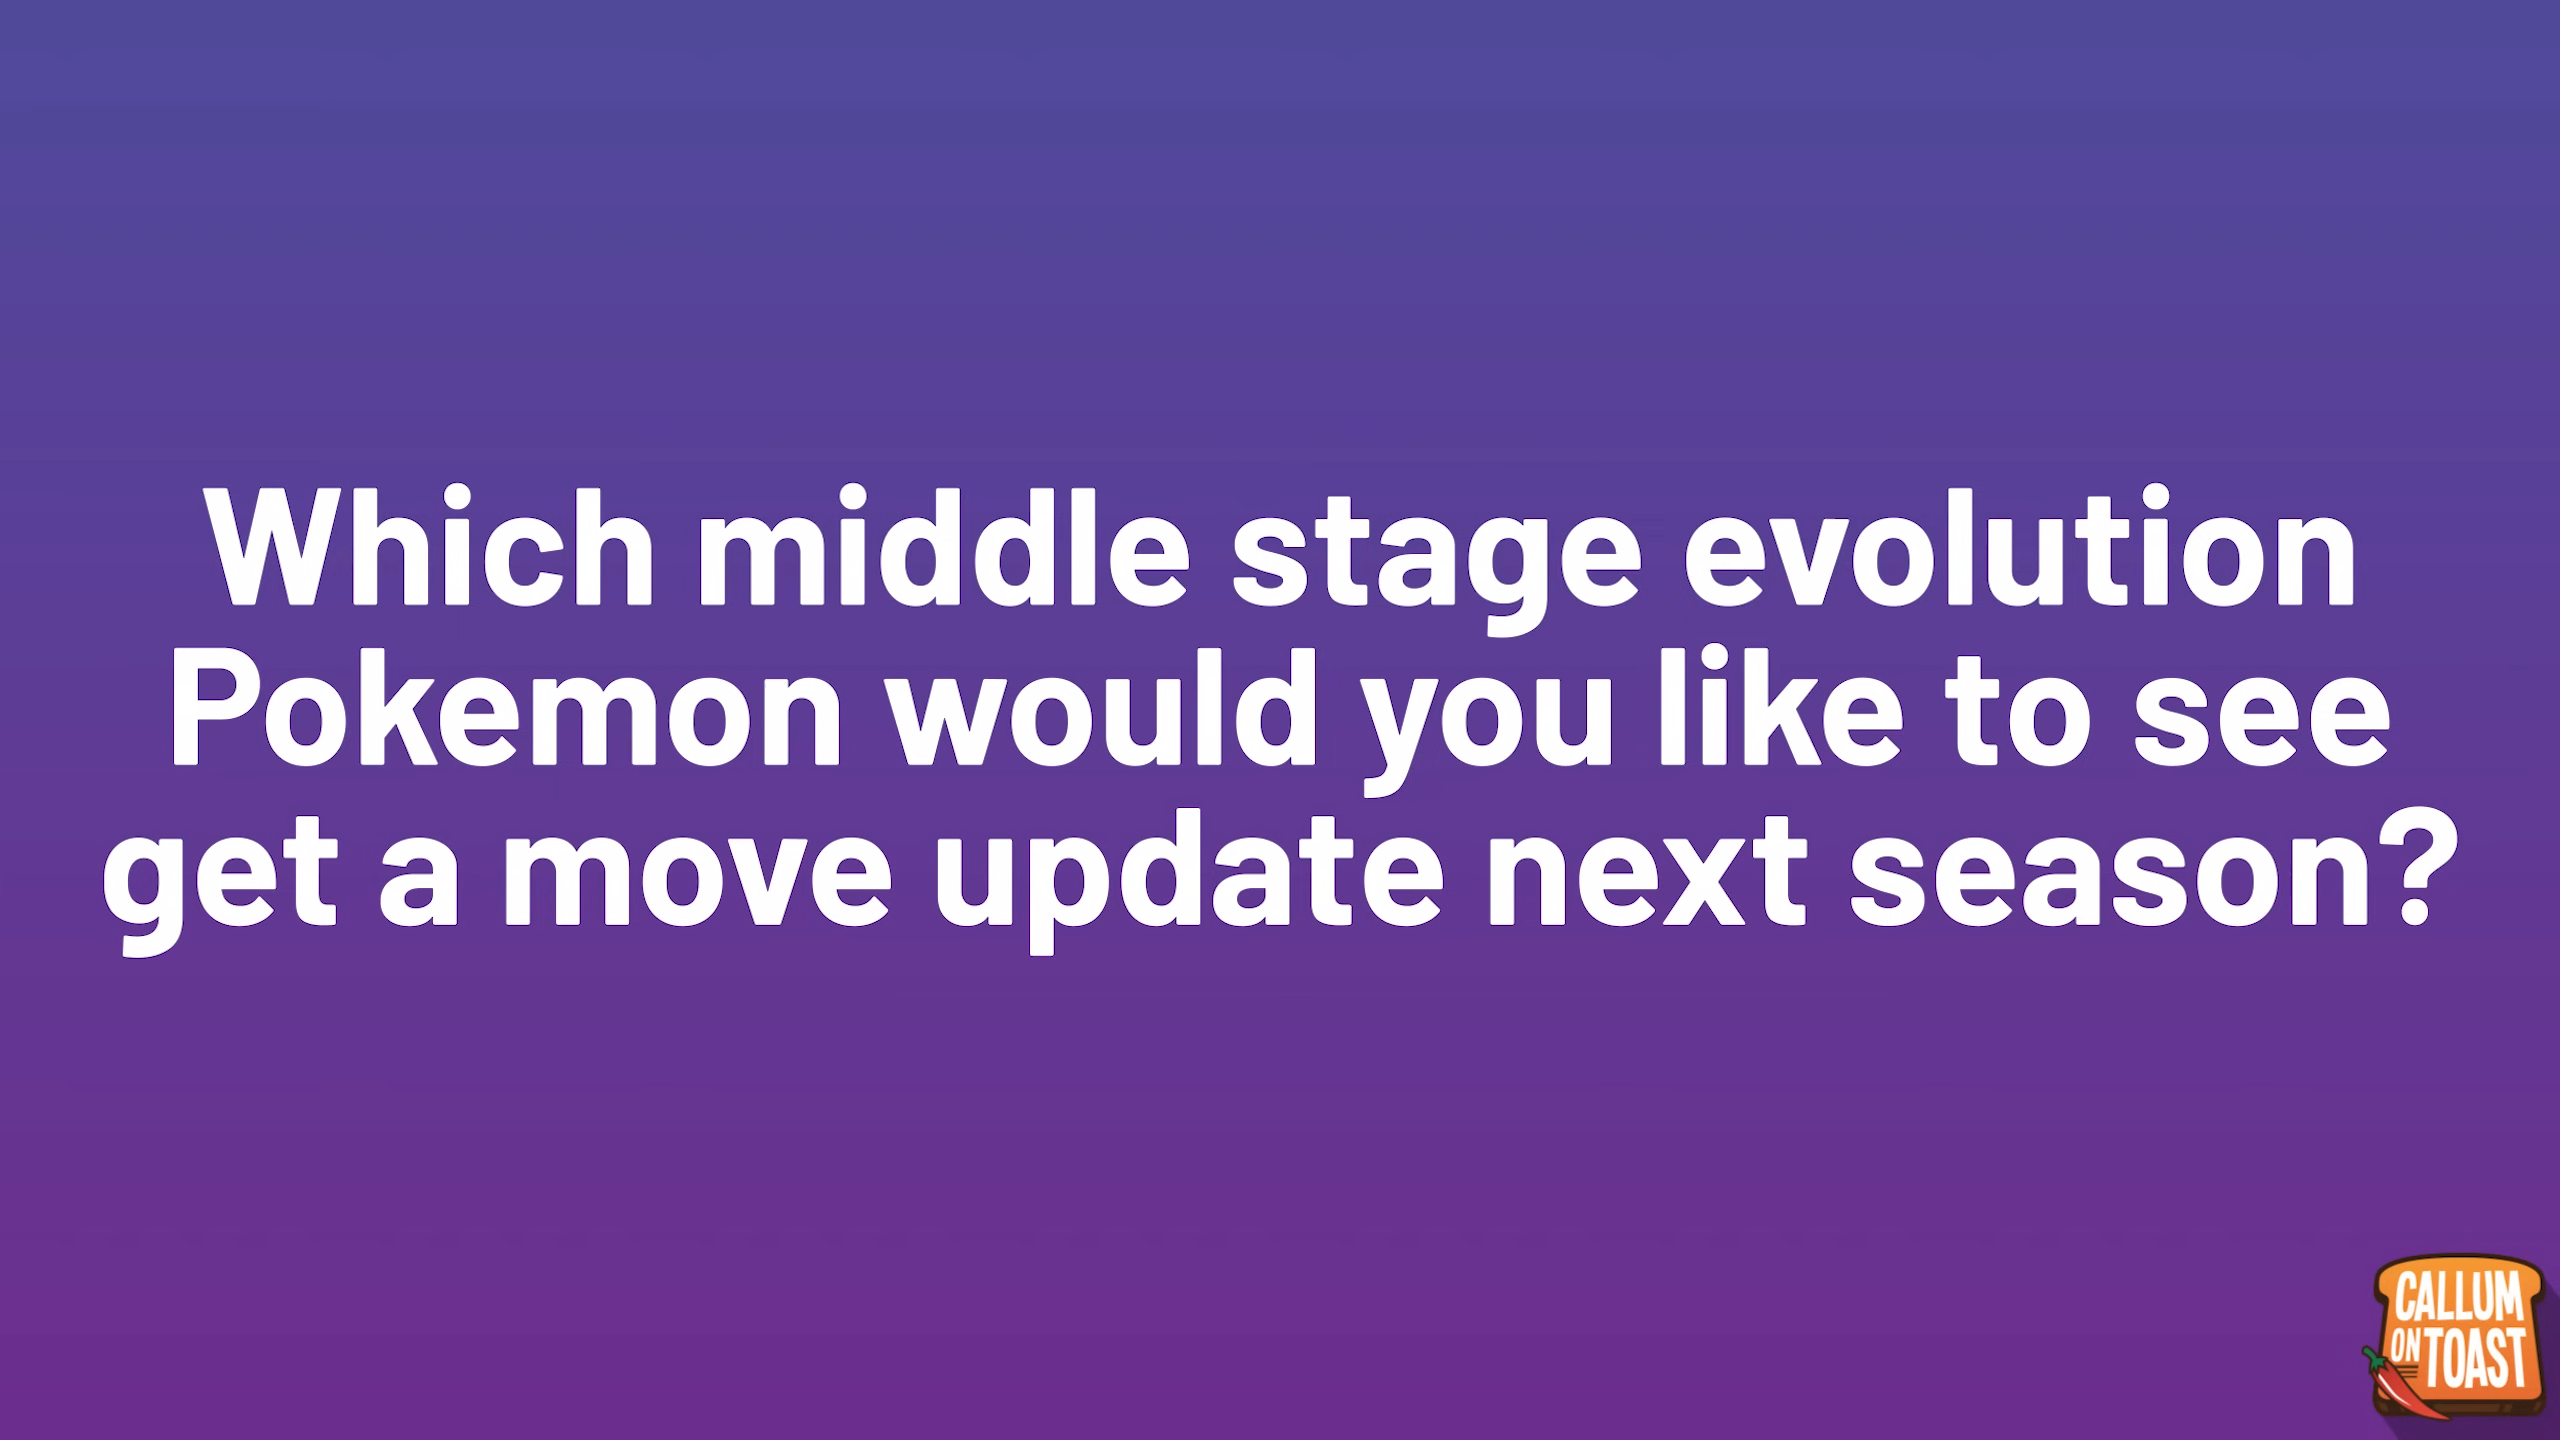 Which middle stage evolution
Pokemon would you like to see
get a move update next season?
CALLUM
ON TOAST